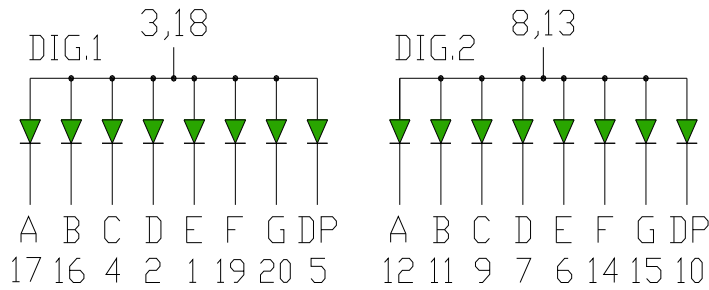 DIG.1 3,18
DIG.2 8,13
A B C D E F G DP
17 16 4 2 1 19 20 5
A B C D E F G DP
12 11 9 7 6 14 15 10